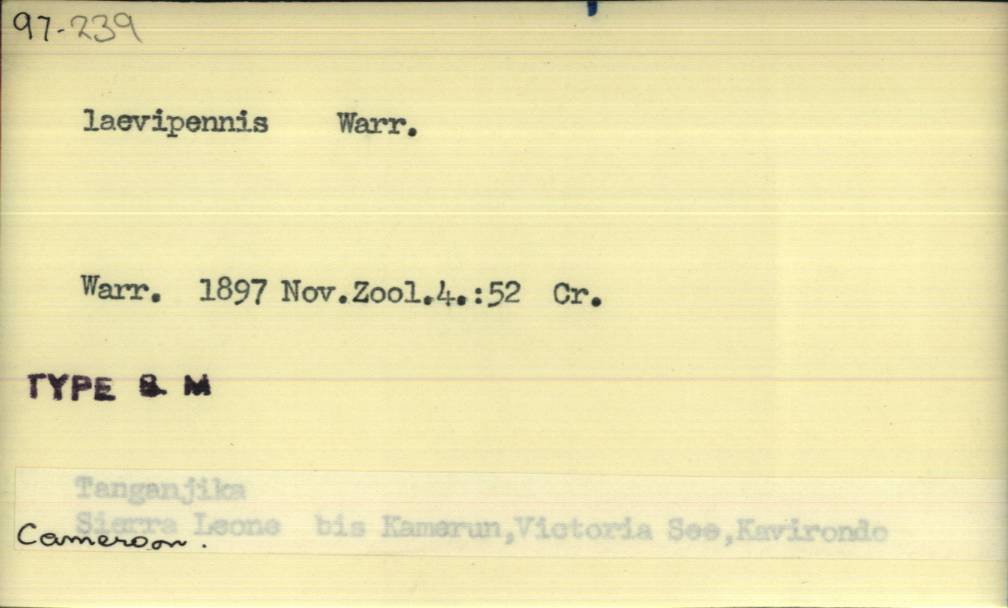 97-239
laevipennis Warr.
Warr. 1897 Nov.Zool.4.:52 Cr.
TYPE B. M
Tanganjika
Sierra Leone bis Kamerun,Victoria See,Kavirondo
Cameroon.